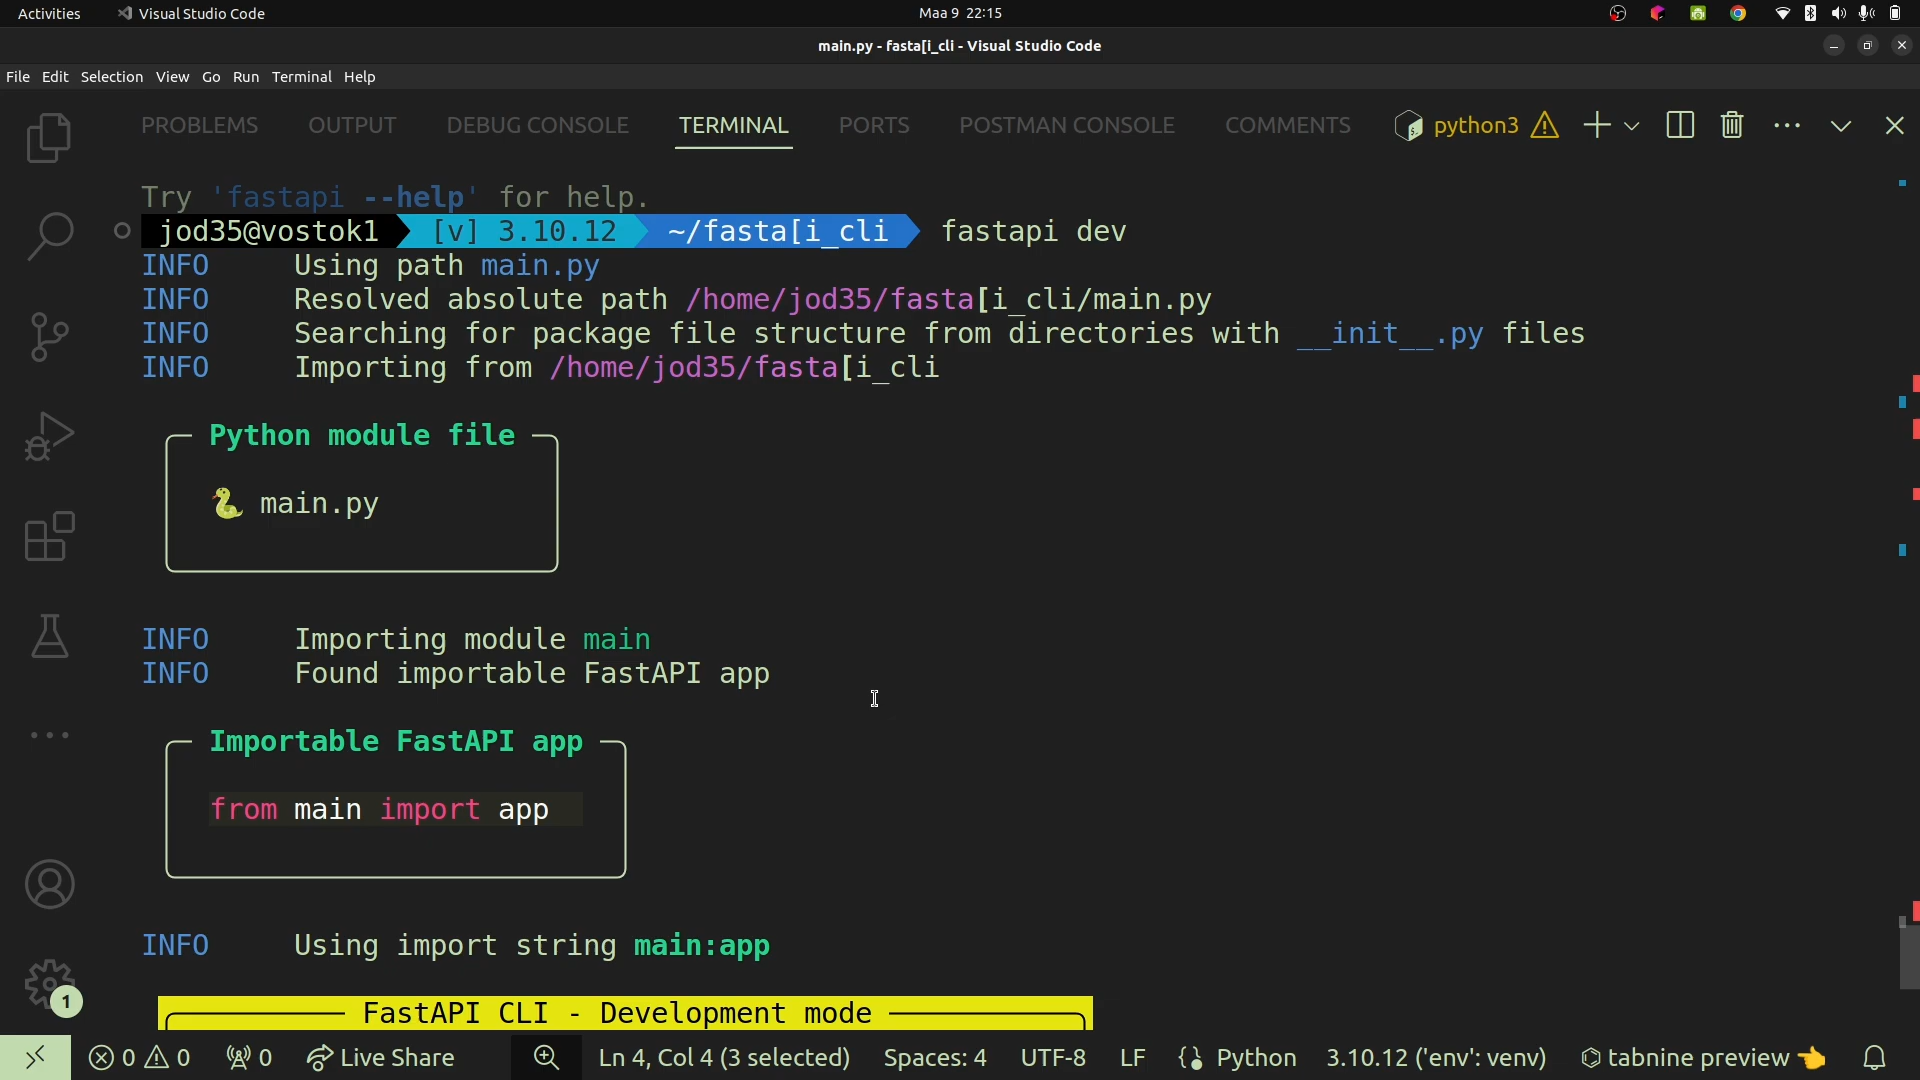 Activities Visual Studio Code Maa 9 22:15
main.py - fasta[i_cli - Visual Studio Code
File Edit Selection View Go Run Terminal Help
PROBLEMS OUTPUT DEBUG CONSOLE TERMINAL PORTS POSTMAN CONSOLE COMMENTS python3
Try 'fastapi --help' for help.
jod35@vostok1 [v] 3.10.12 ~/fasta[i_cli fastapi dev
INFO Using path main.py
INFO Resolved absolute path /home/jod35/fasta[i_cli/main.py
INFO Searching for package file structure from directories with __init__.py files
INFO Importing from /home/jod35/fasta[i_cli
Python module file
🐍 main.py
INFO Importing module main
INFO Found importable FastAPI app
Importable FastAPI app
from main import app
INFO Using import string main:app
1
FastAPI CLI - Development mode
0 0 0 Live Share Ln 4, Col 4 (3 selected) Spaces: 4 UTF-8 LF Python 3.10.12 ('env': venv) tabnine preview 👈